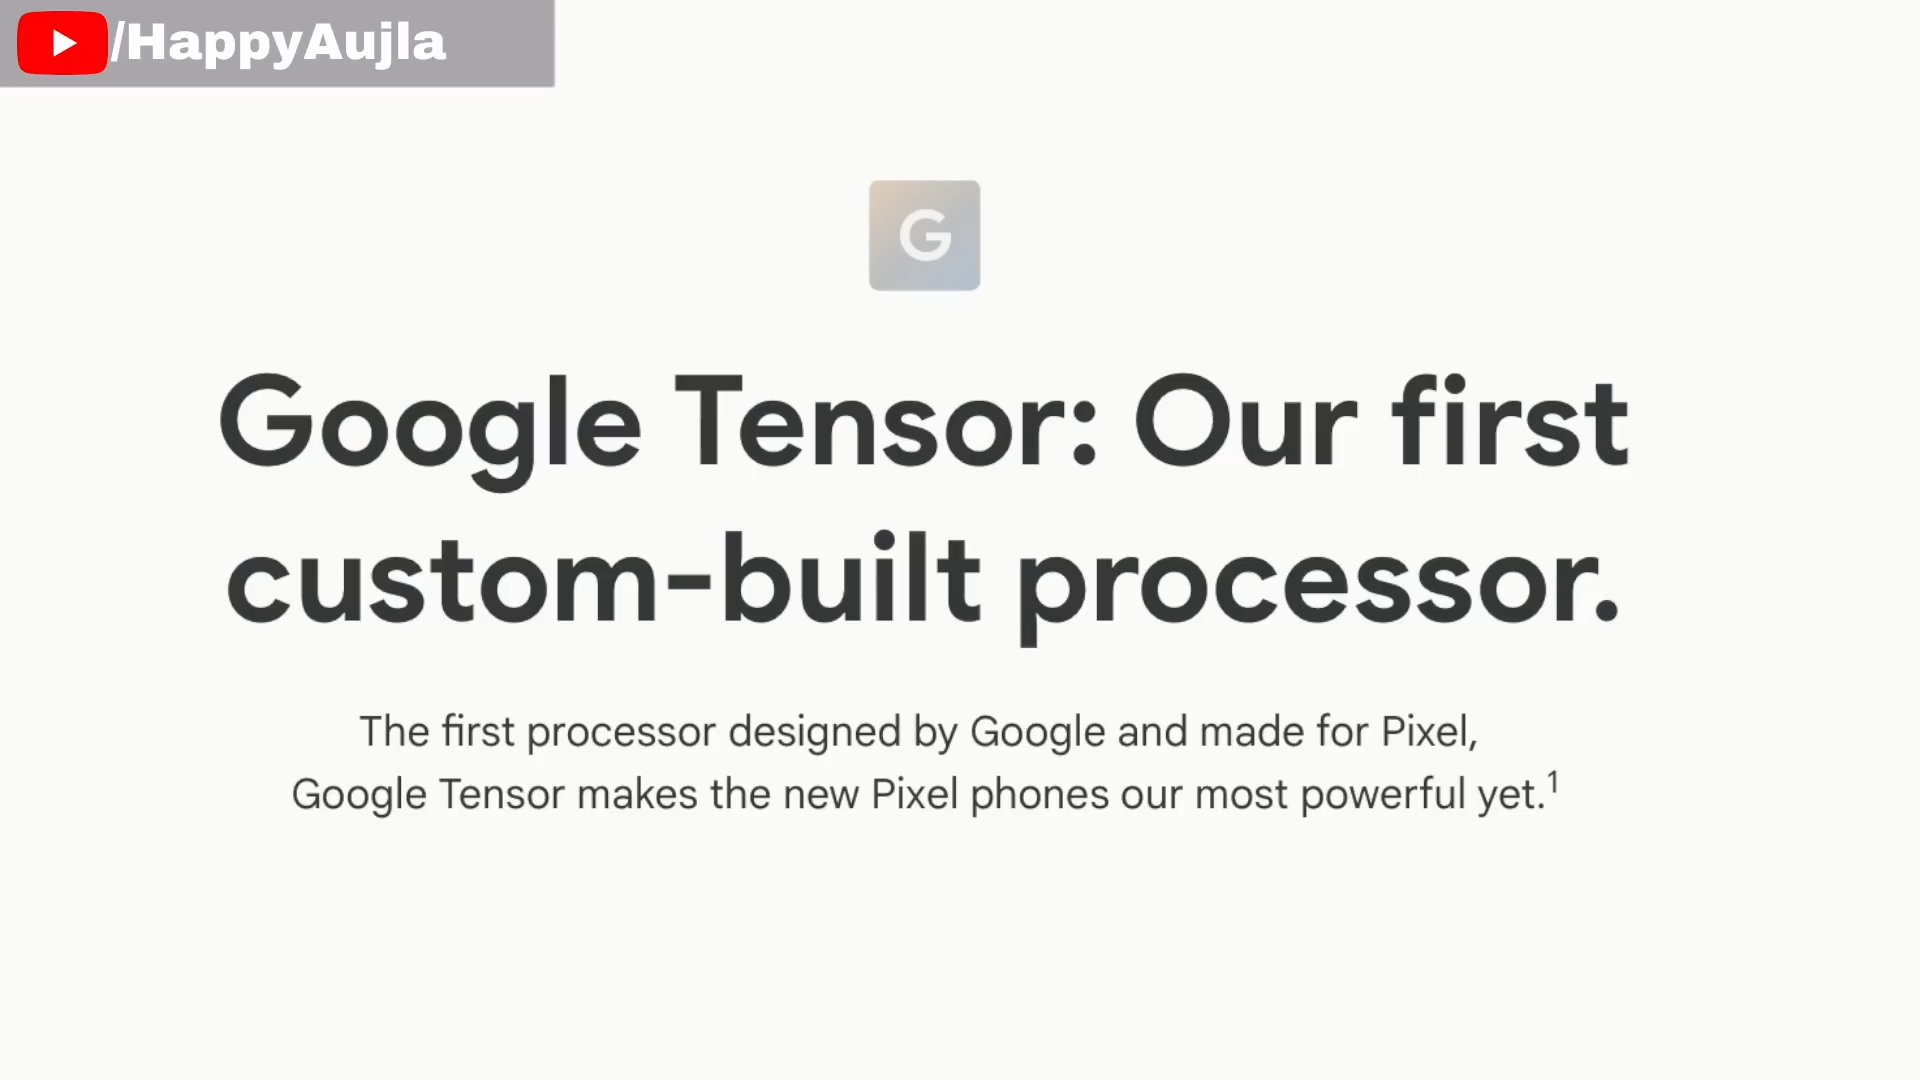 /HappyAujla
G
Google Tensor: Our first
custom-built processor.
The first processor designed by Google and made for Pixel,
Google Tensor makes the new Pixel phones our most powerful yet.¹